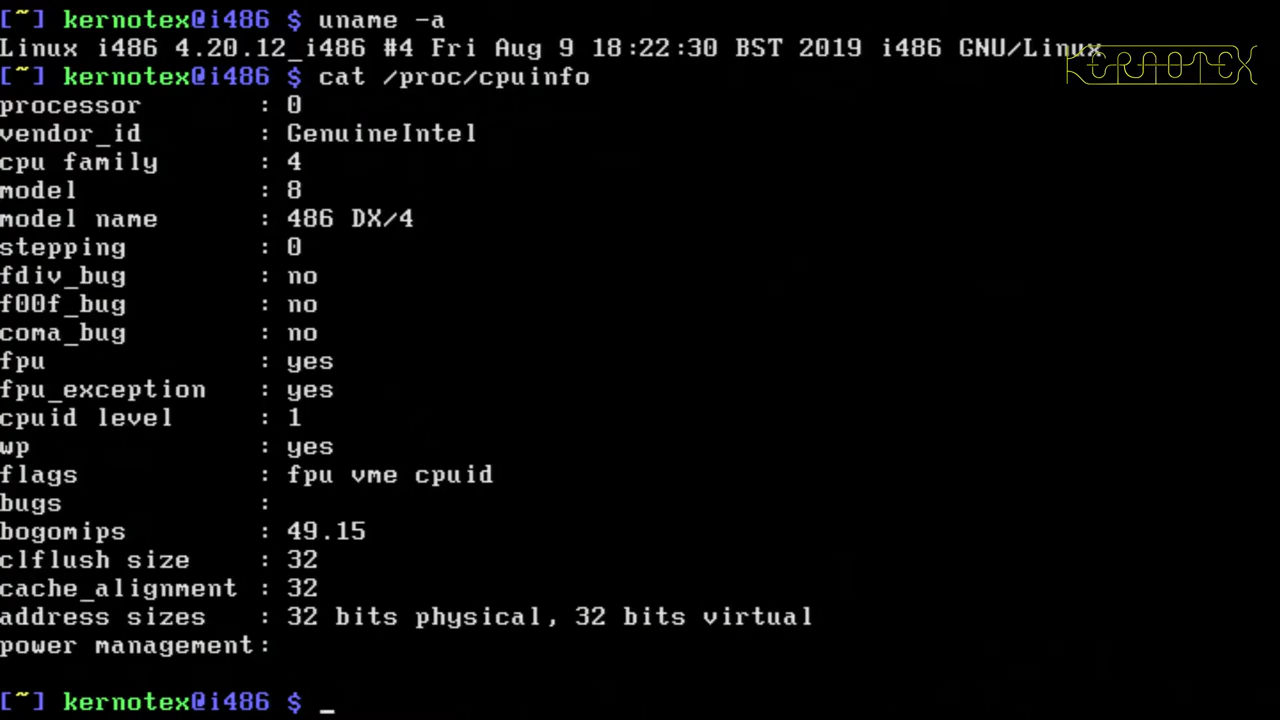 [~] kernotex@i486 $ uname -a
Linux i486 4.20.12_i486 #4 Fri Aug 9 18:22:30 BST 2019 i486 GNU/Linux
KERNOTEX
[~] kernotex@i486 $ cat /proc/cpuinfo
processor : 0
vendor_id : GenuineIntel
cpu family : 4
model : 8
model name : 486 DX/4
stepping : 0
fdiv_bug : no
f00f_bug : no
coma_bug : no
fpu : yes
fpu_exception : yes
cpuid level : 1
wp : yes
flags : fpu vme cpuid
bugs :
bogomips : 49.15
clflush size : 32
cache_alignment : 32
address sizes : 32 bits physical, 32 bits virtual
power management:
[~] kernotex@i486 $ _